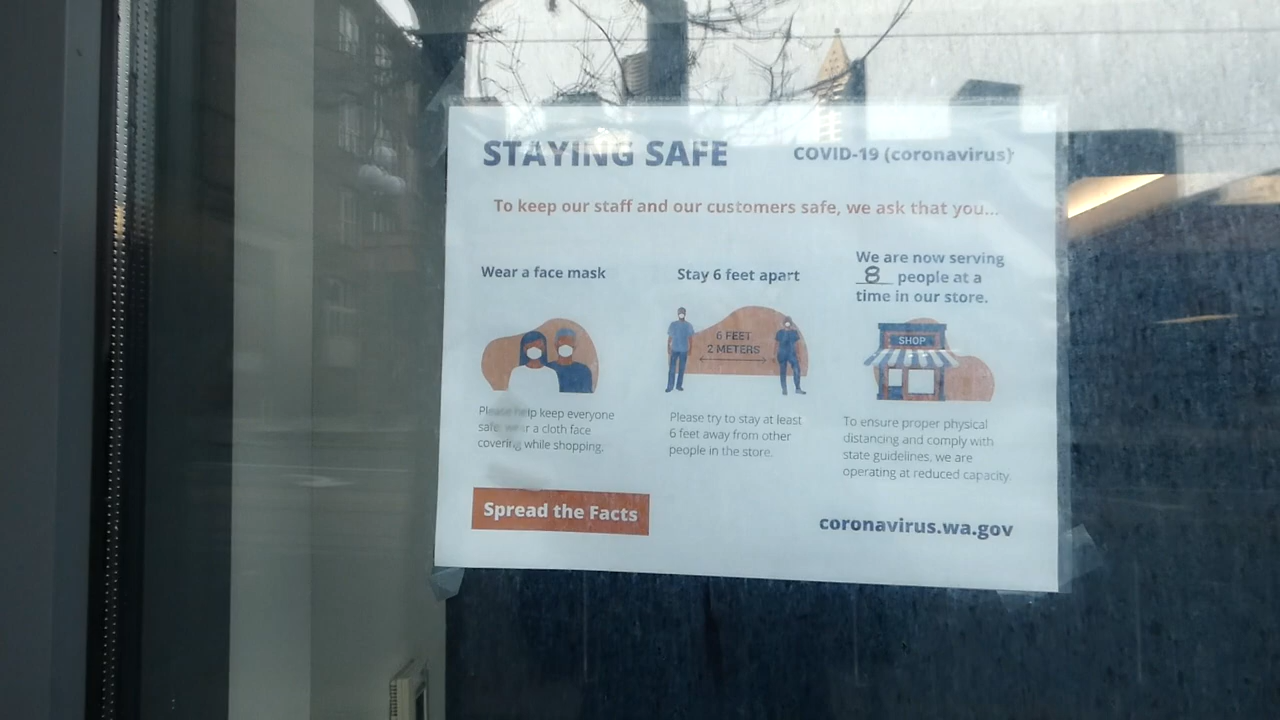 STAYING SAFE
COVID-19 (coronavirus)
To keep our staff and our customers safe, we ask that you...
Wear a face mask
Please help keep everyone
safe wear a cloth face
covering while shopping.
Stay 6 feet apart
6 FEET
2 METERS
Please try to stay at least
6 feet away from other
people in the store.
We are now serving
8 people at a
time in our store.
SHOP
To ensure proper physical
distancing and comply with
state guidelines, we are
operating at reduced capacity.
Spread the Facts
coronavirus.wa.gov